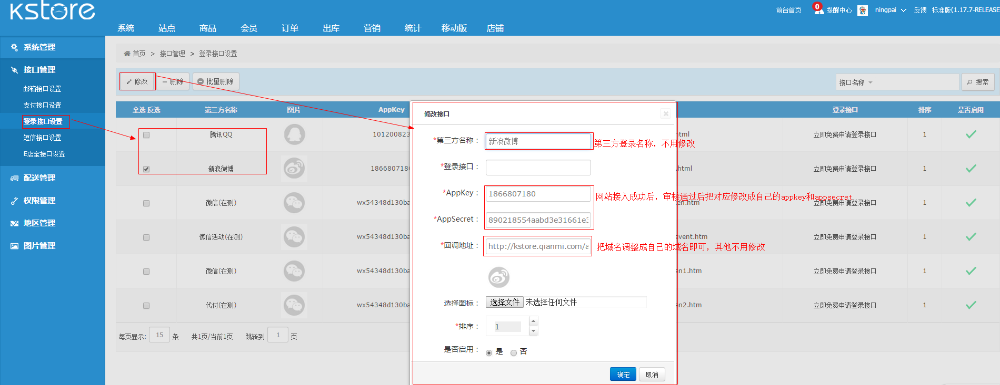 kstore
前台首页
0
提醒中心
ningpai
反馈
标准版(1.17.7-RELEASE
系统 站点 商品 会员 订单 出库 营销 统计 移动版 店铺
系统管理
接口管理
邮箱接口设置
支付接口设置
登录接口设置
短信接口设置
E店宝接口设置
配送管理
权限管理
地区管理
图片管理
首页 > 接口管理 > 登录接口设置
修改
删除
批量删除
接口名称
搜索
全选 反选 第三方名称 图片 AppKey 登录接口 排序 是否启用
腾讯QQ 101200823 html 立即免费申请登录接口 1
新浪微博 1866807180 .html 立即免费申请登录接口 1
微信(在测) wx54348d130ba en.htm 立即免费申请登录接口 1
微信活动(在测) wx54348d130ba event.htm 立即免费申请登录接口 1
微信(在测) wx54348d130ba en1.htm 立即免费申请登录接口 1
代付(在测) wx54348d130ba en2.htm 立即免费申请登录接口 1
每页显示: 15 条 共1页/当前1页 跳转到 1 页
修改接口
*第三方名称： 新浪微博
第三方登录名称，不用修改
*登录接口：
*AppKey： 1866807180
网站接入成功后，审核通过后把对应修改成自己的appkey和appsecret
*AppSecret： 890218554aabd3e31661e3
*回调地址： http://kstore.qianmi.com/a
把域名调整成自己的域名即可，其他不用修改
选择图标： 选择文件 未选择任何文件
*排序： 1
是否启用： 是 否
确定 取消